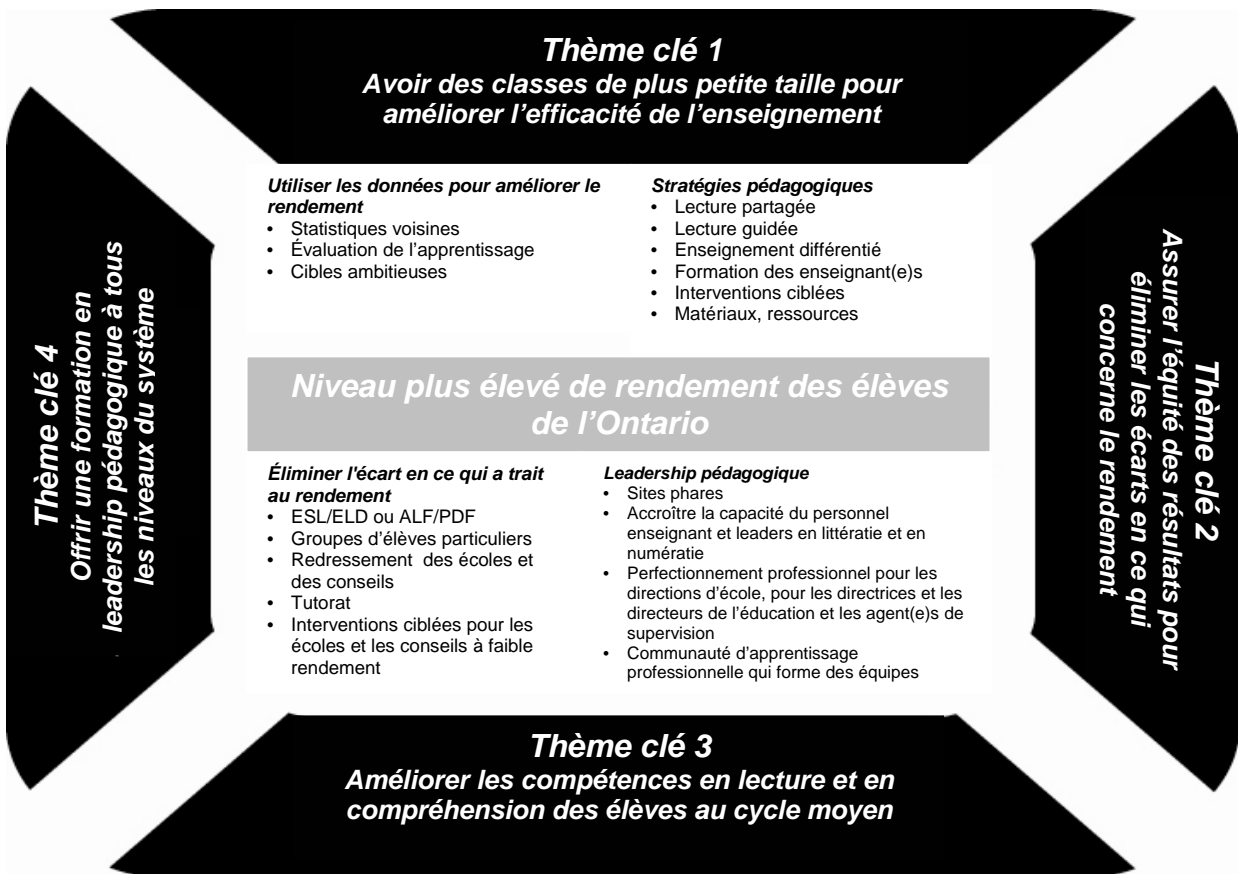 Thème clé 1
Avoir des classes de plus petite taille pour
améliorer l'efficacité de l'enseignement
Utiliser les données pour améliorer le
rendement
• Statistiques voisines
• Évaluation de l'apprentissage
• Cibles ambitieuses
Stratégies pédagogiques
• Lecture partagée
• Lecture guidée
• Enseignement différentié
• Formation des enseignant(e)s
• Interventions ciblées
• Matériaux, ressources
Niveau plus élevé de rendement des élèves
de l'Ontario
Éliminer l'écart en ce qui a trait
au rendement
• ESL/ELD ou ALF/PDF
• Groupes d'élèves particuliers
• Redressement des écoles et
des conseils
• Tutorat
• Interventions ciblées pour les
écoles et les conseils à faible
rendement
Leadership pédagogique
• Sites phares
• Accroître la capacité du personnel
enseignant et leaders en littératie et en
numératie
• Perfectionnement professionnel pour les
directions d'école, pour les directrices et les
directeurs de l'éducation et les agent(e)s de
supervision
• Communauté d'apprentissage
professionnelle qui forme des équipes
Thème clé 2
Assurer l'équité des résultats pour
éliminer les écarts en ce qui
concerne le rendement
Thème clé 3
Améliorer les compétences en lecture et en
compréhension des élèves au cycle moyen
Thème clé 4
Offrir une formation en
leadership pédagogique à tous
les niveaux du système